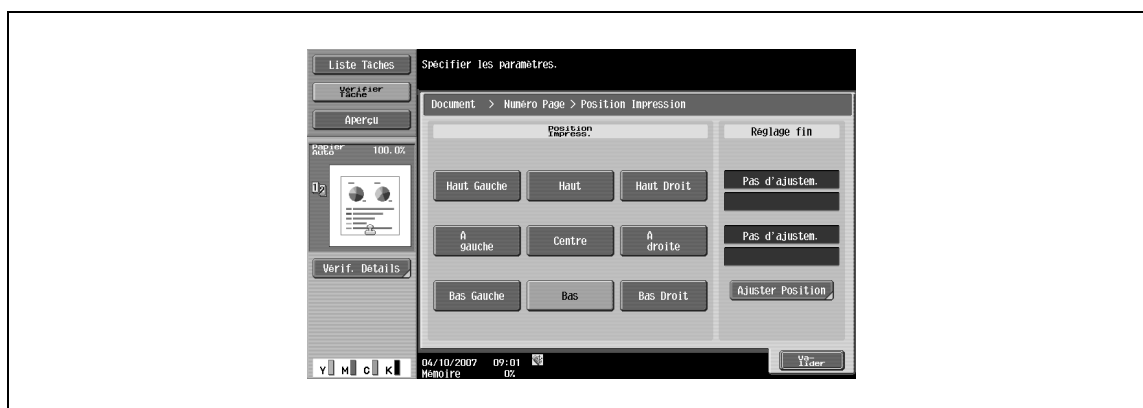 Liste Tâches
Vérifier
Tâche
Aperçu
Papier
Auto 100.0%
Vérif. Détails
Y M C K
Spécifier les paramètres.
Document > Numéro Page > Position Impression
Position
Impress.
Réglage fin
Haut Gauche Haut Haut Droit
Pas d'ajustem.
A
gauche
Centre
A
droite
Pas d'ajustem.
Bas Gauche Bas Bas Droit
Ajuster Position
04/10/2007 09:01
Mémoire 0%
Va-
lider